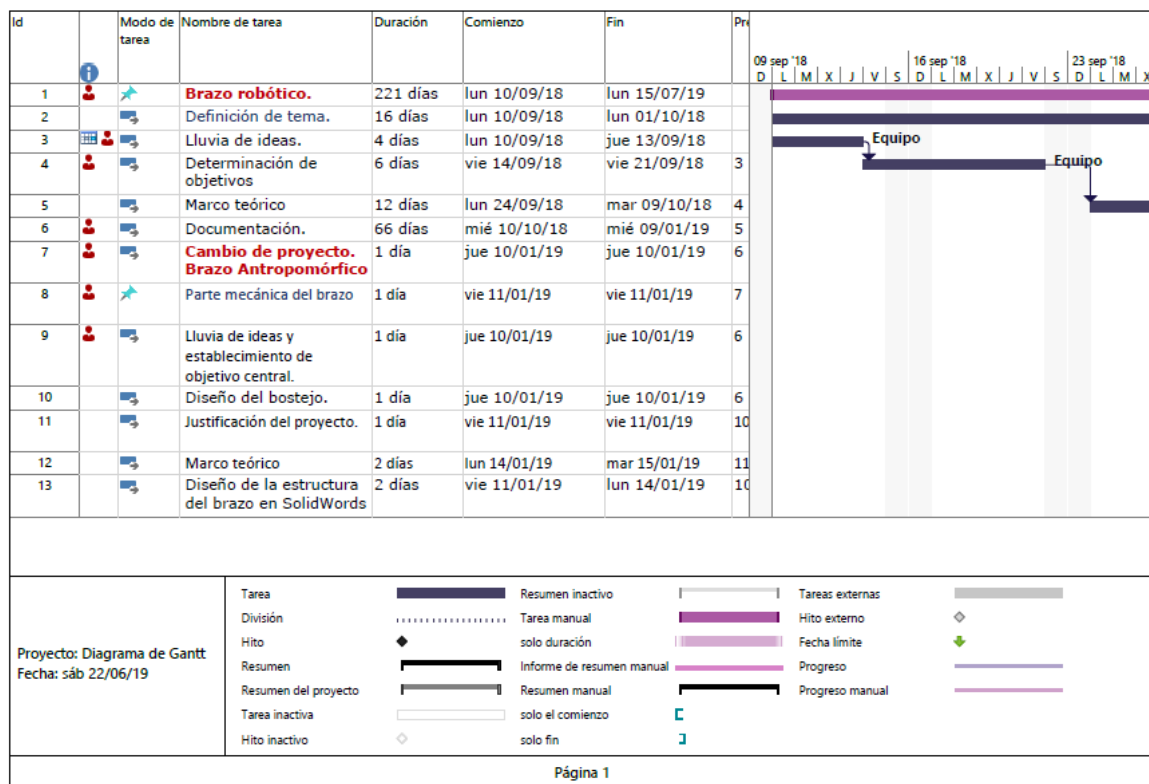 Id Modo de tarea Nombre de tarea Duración Comienzo Fin
09 sep '18 16 sep '18 23 sep '18
D L M X J V S D L M X J V S D L M X
1 Brazo robótico. 221 días lun 10/09/18 lun 15/07/19
2 Definición de tema. 16 días lun 10/09/18 lun 01/10/18
3 Lluvia de ideas. 4 días lun 10/09/18 jue 13/09/18 Equipo
4 Determinación de objetivos 6 días vie 14/09/18 vie 21/09/18 3 Equipo
5 Marco teórico 12 días lun 24/09/18 mar 09/10/18 4
6 Documentación. 66 días mié 10/10/18 mié 09/01/19 5
7 Cambio de proyecto. Brazo Antropomórfico 1 día jue 10/01/19 jue 10/01/19 6
8 Parte mecánica del brazo 1 día vie 11/01/19 vie 11/01/19 7
9 Lluvia de ideas y establecimiento de objetivo central. 1 día jue 10/01/19 jue 10/01/19 6
10 Diseño del bostejo. 1 día jue 10/01/19 jue 10/01/19 6
11 Justificación del proyecto. 1 día vie 11/01/19 vie 11/01/19 10
12 Marco teórico 2 días lun 14/01/19 mar 15/01/19 11
13 Diseño de la estructura del brazo en SolidWords 2 días vie 11/01/19 lun 14/01/19 10
Proyecto: Diagrama de Gantt
Fecha: sáb 22/06/19
Tarea Resumen inactivo Tareas externas
División Tarea manual Hito externo
Hito solo duración Fecha límite
Resumen Informe de resumen manual Progreso
Resumen del proyecto Resumen manual Progreso manual
Tarea inactiva solo el comienzo
Hito inactivo solo fin
Página 1